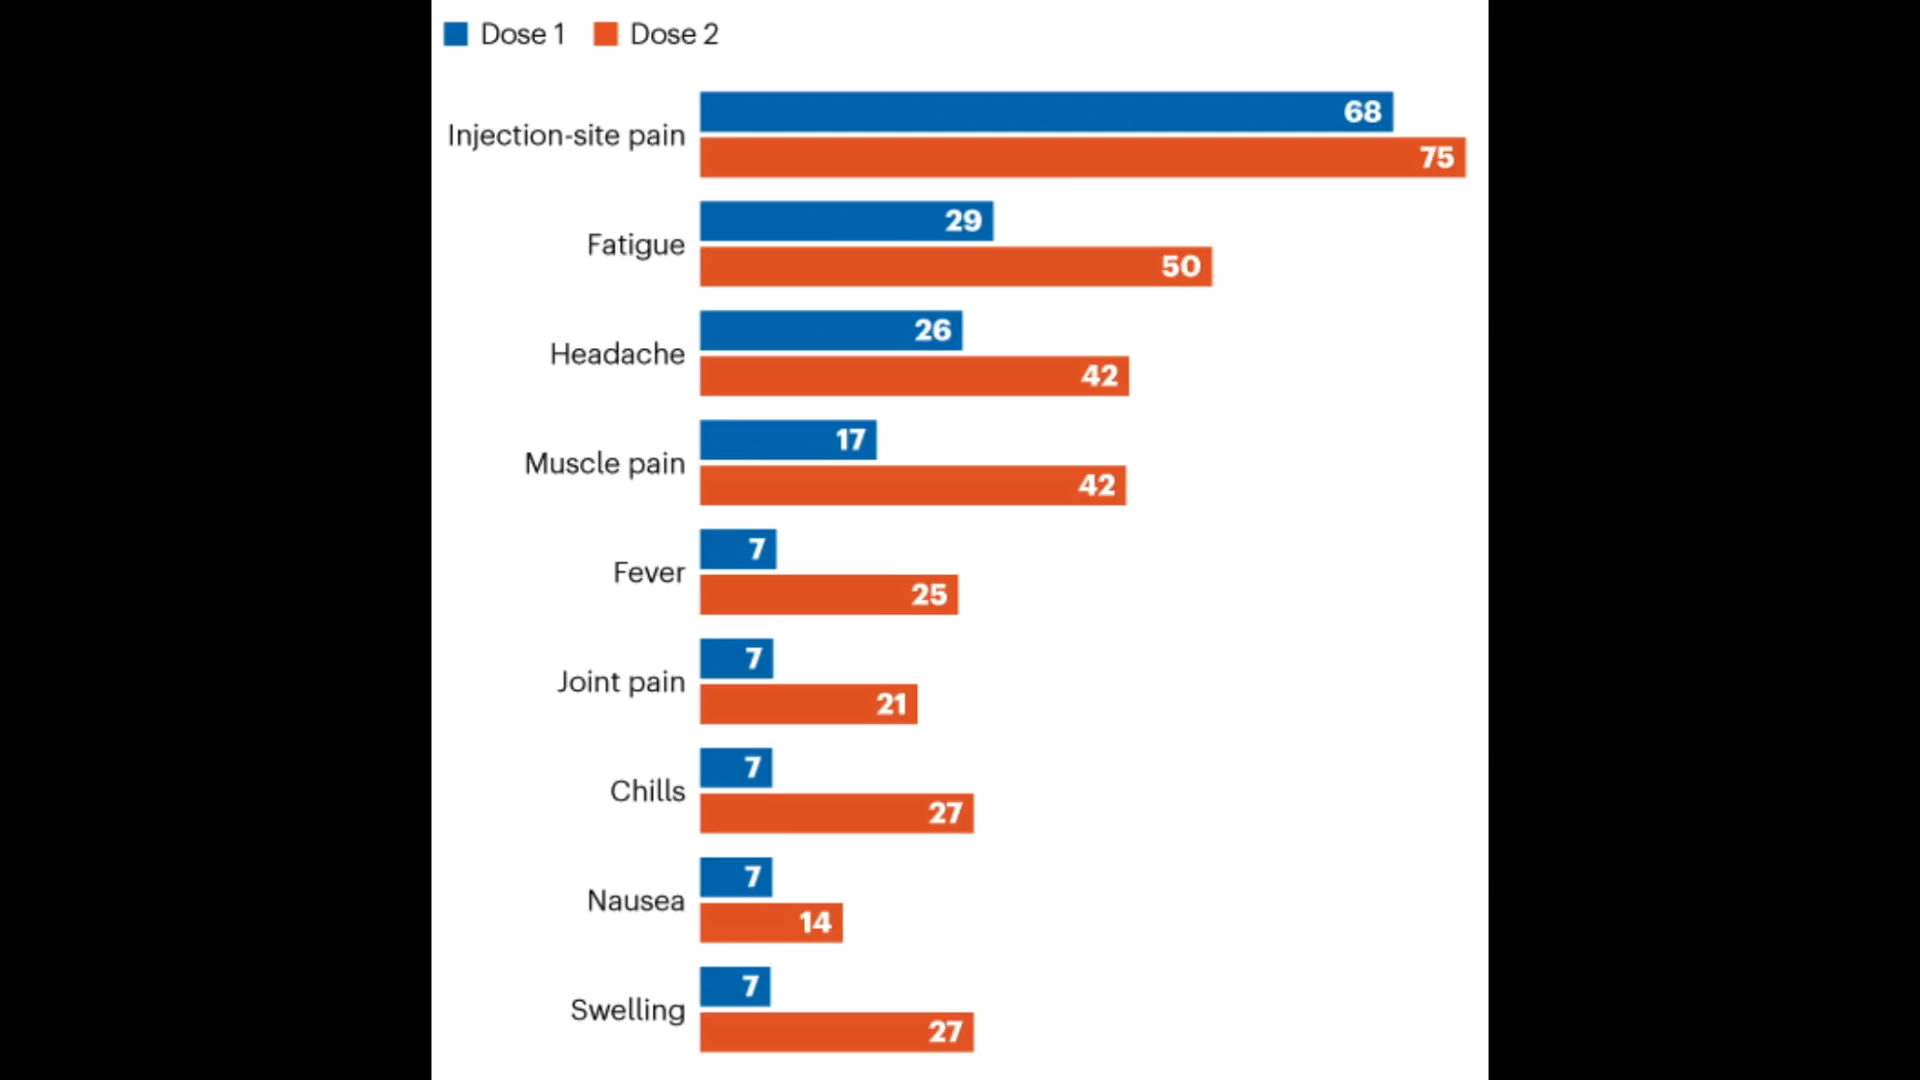 Dose 1 Dose 2
68
Injection-site pain
75
29
Fatigue
50
26
Headache
42
17
Muscle pain
42
7
Fever
25
7
Joint pain
21
7
Chills
27
7
Nausea
14
7
Swelling
27